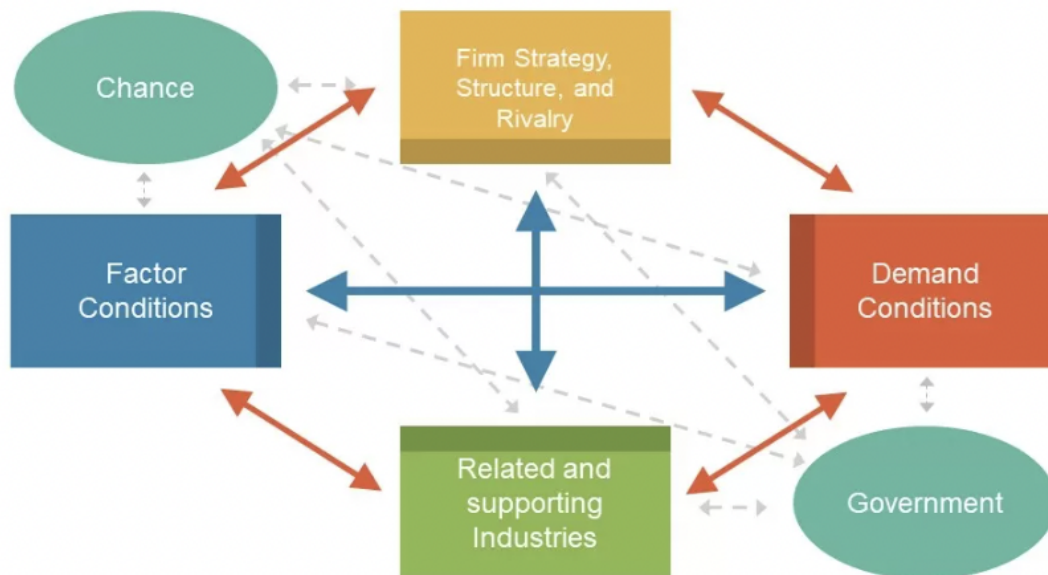 Chance
Firm Strategy,
Structure, and
Rivalry
Factor
Conditions
Demand
Conditions
Related and
supporting
Industries
Government